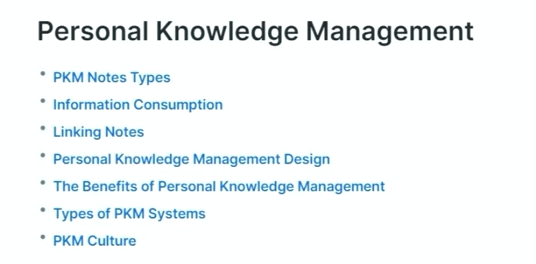 Personal Knowledge Management
• PKM Notes Types
• Information Consumption
• Linking Notes
• Personal Knowledge Management Design
• The Benefits of Personal Knowledge Management
• Types of PKM Systems
• PKM Culture